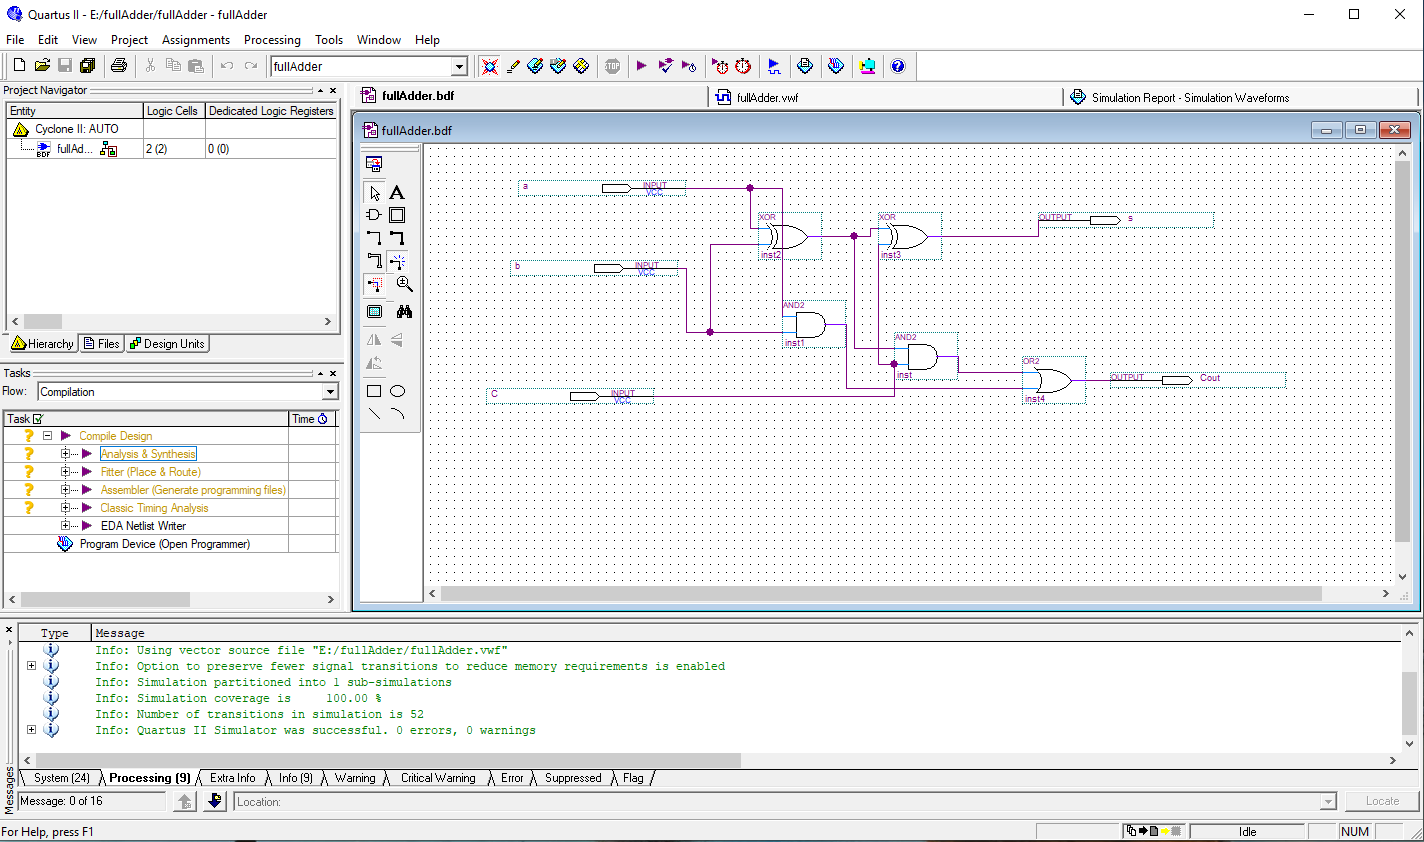 Quartus II - E:/fullAdder/fullAdder - fullAdder
File Edit View Project Assignments Processing Tools Window Help
fullAdder
STOP
Project Navigator
Entity Logic Cells Dedicated Logic Registers
Cyclone II: AUTO
BDF fullAd... 2 (2) 0 (0)
Hierarchy Files Design Units
Tasks
Flow: Compilation
Task Time
Compile Design
Analysis & Synthesis
Fitter (Place & Route)
Assembler (Generate programming files)
Classic Timing Analysis
EDA Netlist Writer
Program Device (Open Programmer)
fullAdder.bdf fullAdder.vwf Simulation Report - Simulation Waveforms
fullAdder.bdf
A
a INPUT
VCC
XOR XOR OUTPUT s
inst2 inst3
b INPUT
VCC
AND2
inst1
AND2
inst
OR2
OUTPUT Cout
C INPUT
VCC
inst4
Type Message
Info: Using vector source file "E:/fullAdder/fullAdder.vwf"
Info: Option to preserve fewer signal transitions to reduce memory requirements is enabled
Info: Simulation partitioned into 1 sub-simulations
Info: Simulation coverage is 100.00 %
Info: Number of transitions in simulation is 52
Info: Quartus II Simulator was successful. 0 errors, 0 warnings
System (24) Processing (9) Extra Info Info (9) Warning Critical Warning Error Suppressed Flag
Messages
Message: 0 of 16 Location: Locate
For Help, press F1 Idle NUM